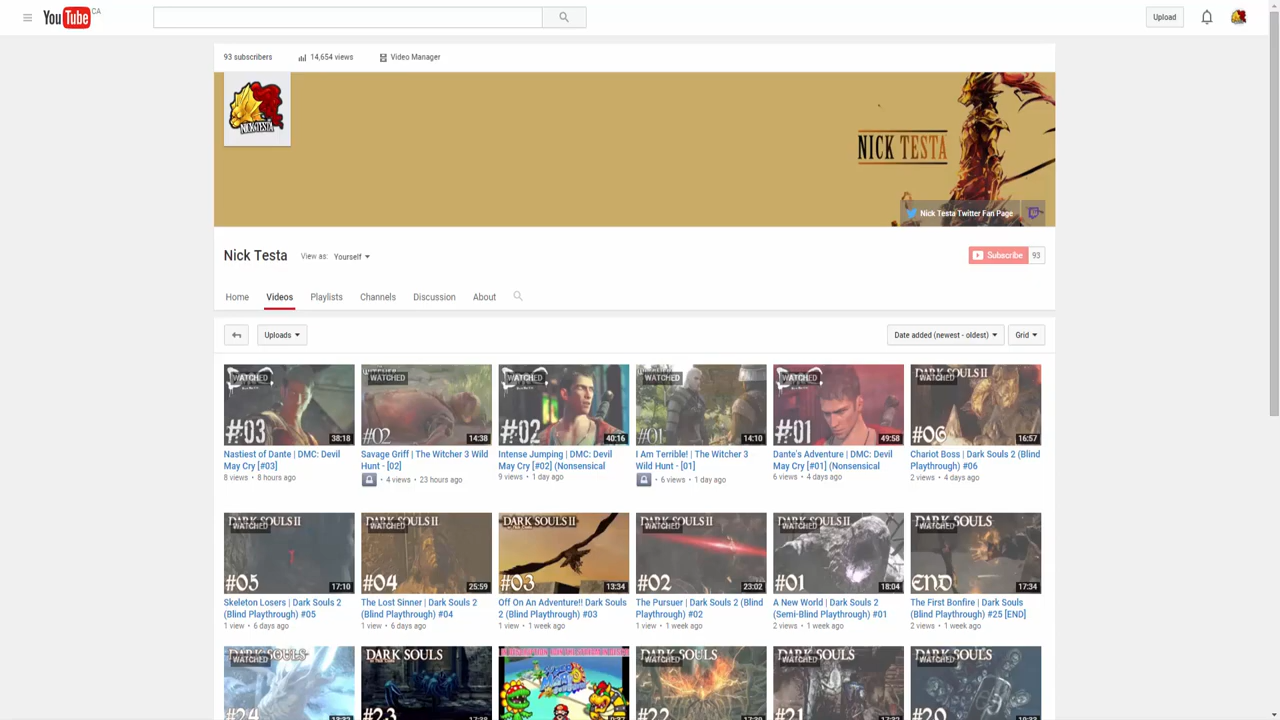 YouTube CA
Upload
93 subscribers
14,654 views
Video Manager
NICKTESTA
NICK TESTA
Nick Testa Twitter Fan Page
Nick Testa
View as: Yourself
Subscribe 93
Home Videos Playlists Channels Discussion About
Uploads
Date added (newest - oldest)
Grid
WATCHED
#03
38:18
WATCHED
#02
14:38
WATCHED
#02
40:16
WATCHED
#01
14:10
WATCHED
#01
49:58
DARK SOULS II
WATCHED
#06
16:57
Nastiest of Dante | DMC: Devil
May Cry [#03]
8 views • 8 hours ago
Savage Griff | The Witcher 3 Wild
Hunt - [02]
4 views • 23 hours ago
Intense Jumping | DMC: Devil
May Cry [#02] (Nonsensical
9 views • 1 day ago
I Am Terrible! | The Witcher 3
Wild Hunt - [01]
6 views • 1 day ago
Dante's Adventure | DMC: Devil
May Cry [#01] (Nonsensical
6 views • 4 days ago
Chariot Boss | Dark Souls 2 (Blind
Playthrough) #06
2 views • 4 days ago
DARK SOULS II
WATCHED
#05
17:10
DARK SOULS II
WATCHED
#04
25:59
DARK SOULS II
#03
13:34
DARK SOULS II
WATCHED
#02
23:02
DARK SOULS II
WATCHED
#01
18:04
DARK SOULS
WATCHED
END
17:34
Skeleton Losers | Dark Souls 2
(Blind Playthrough) #05
1 view • 6 days ago
The Lost Sinner | Dark Souls 2
(Blind Playthrough) #04
1 view • 6 days ago
Off On An Adventure!! Dark Souls
2 (Blind Playthrough) #03
1 view • 1 week ago
The Pursuer | Dark Souls 2 (Blind
Playthrough) #02
1 view • 1 week ago
A New World | Dark Souls 2
(Semi-Blind Playthrough) #01
2 views • 1 week ago
The First Bonfire | Dark Souls
(Blind Playthrough) #25 [END]
2 views • 1 week ago
DARK SOULS
WATCHED
#24
DARK SOULS
#23
DARK SOULS
WATCHED
#22
DARK SOULS
WATCHED
#21
DARK SOULS
WATCHED
#20